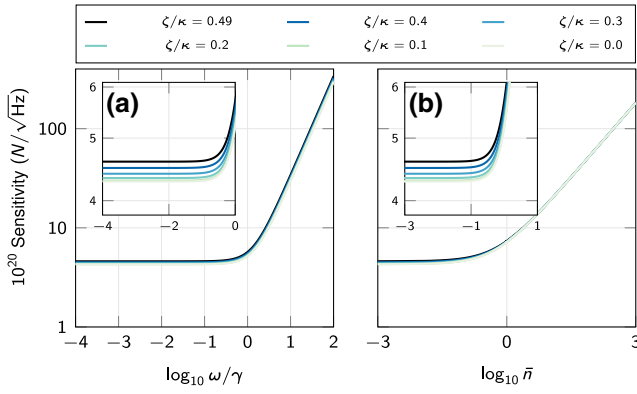 ζ/κ = 0.49 ζ/κ = 0.4 ζ/κ = 0.3
ζ/κ = 0.2 ζ/κ = 0.1 ζ/κ = 0.0
10²⁰ Sensitivity (N/√Hz)
100
10
1
(a)
6
5
4
−4 −2 0
−4 −3 −2 −1 0 1 2
log₁₀ ω/γ
(b)
6
5
4
−3 −1 1
−3 0 3
log₁₀ n̄